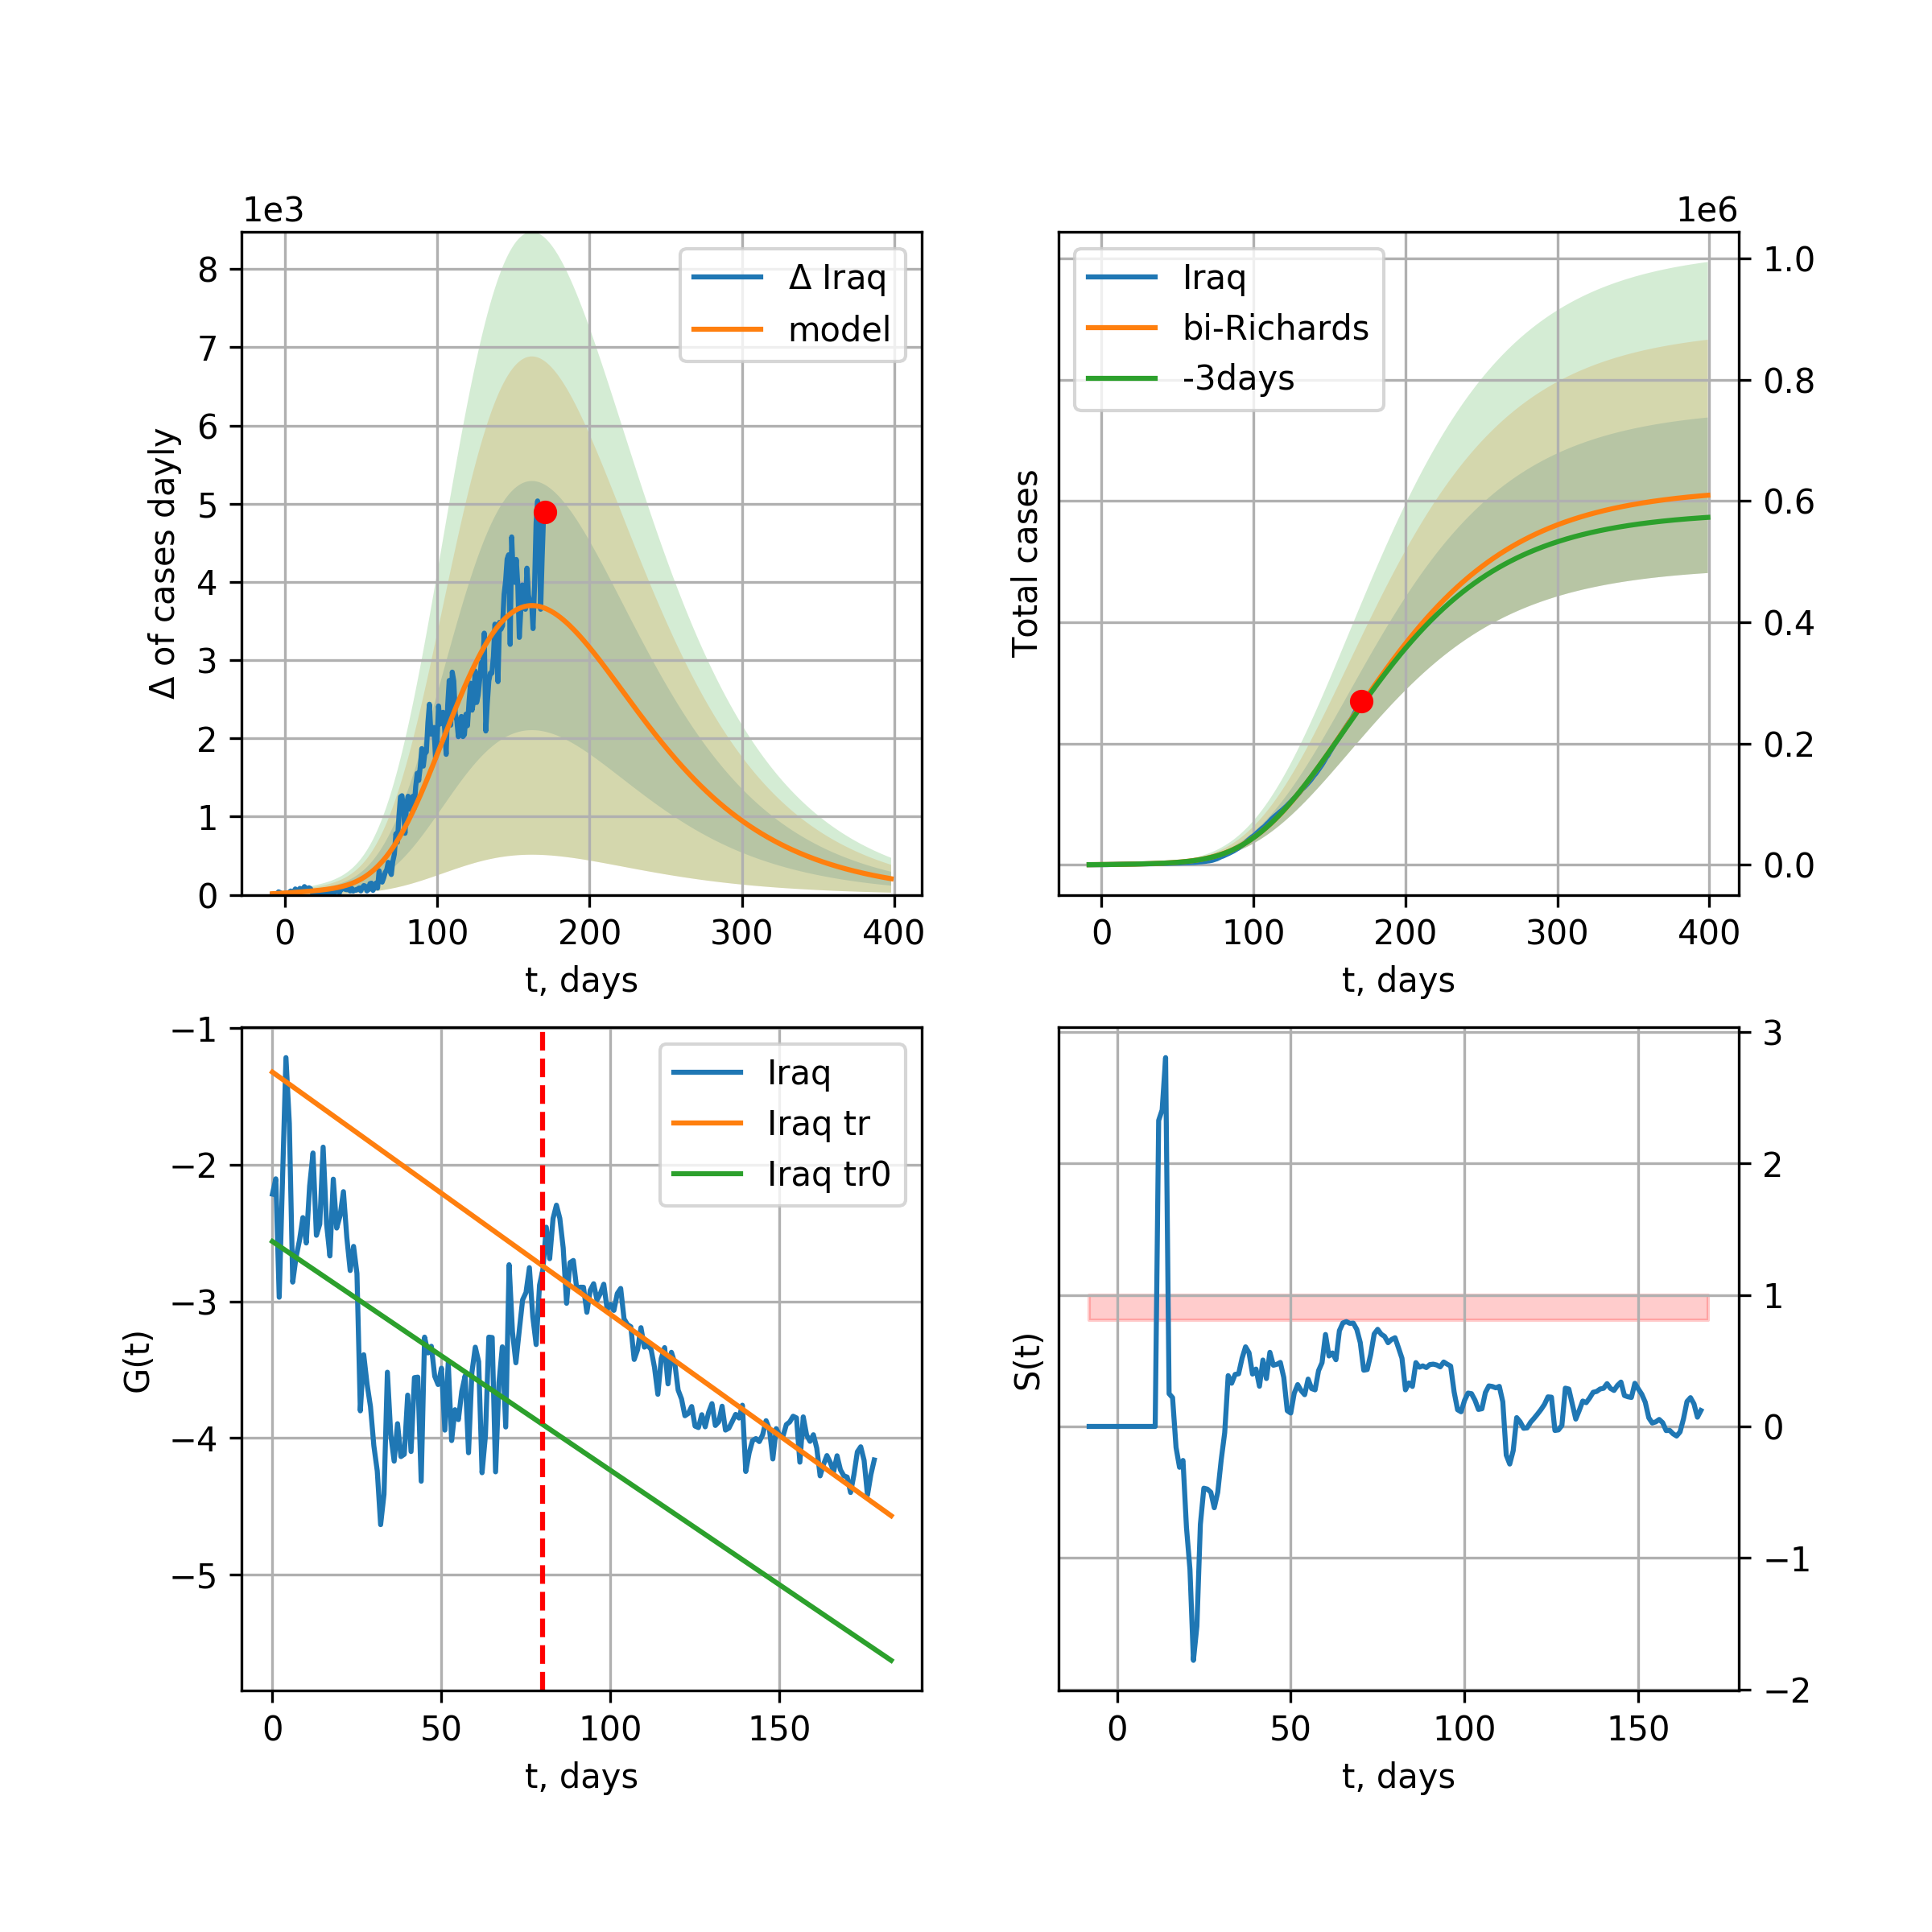 1e3
Δ of cases dayly
8
7
6
5
4
3
2
1
0
Δ Iraq
model
0 100 200 300 400
t, days
1e6
Total cases
Iraq
bi-Richards
-3days
1.0
0.8
0.6
0.4
0.2
0.0
0 100 200 300 400
t, days
G(t)
−1
−2
−3
−4
−5
Iraq
Iraq tr
Iraq tr0
0 50 100 150
t, days
S(t)
3
2
1
0
−1
−2
0 50 100 150
t, days